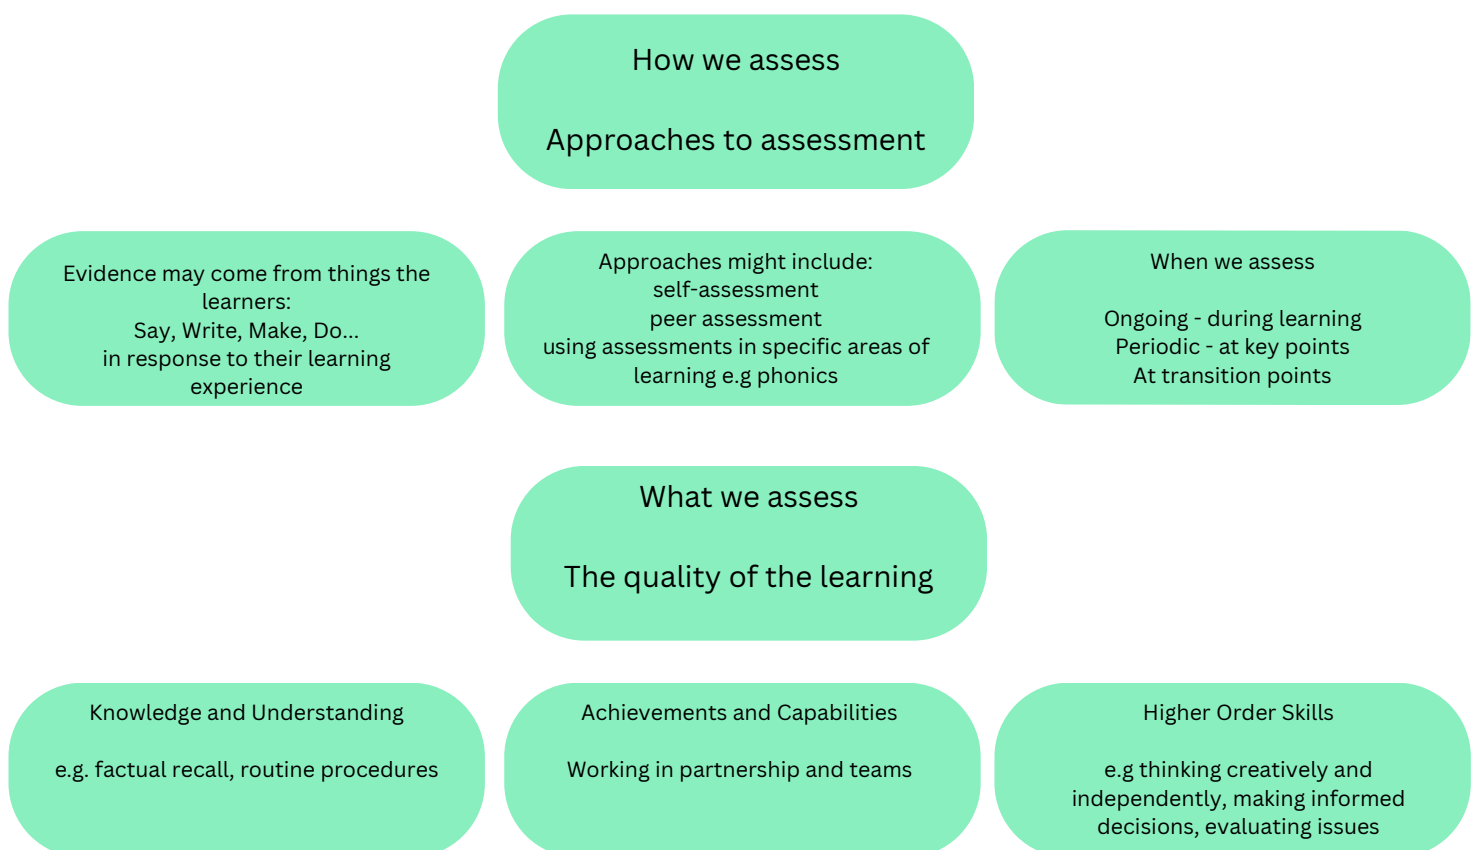 How we assess
Approaches to assessment
Evidence may come from things the
learners:
Say, Write, Make, Do...
in response to their learning
experience
Approaches might include:
self-assessment
peer assessment
using assessments in specific areas of
learning e.g phonics
When we assess
Ongoing - during learning
Periodic - at key points
At transition points
What we assess
The quality of the learning
Knowledge and Understanding
e.g. factual recall, routine procedures
Achievements and Capabilities
Working in partnership and teams
Higher Order Skills
e.g thinking creatively and
independently, making informed
decisions, evaluating issues